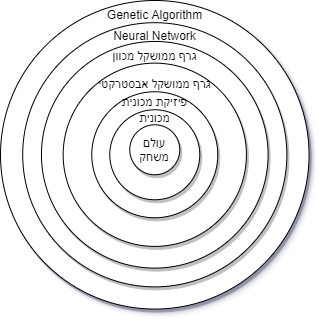 Genetic Algorithm
Neural Network
גרף ממושקל מכוון
גרף ממושקל אבסטרקטי
פיזיקת מכונית
מכונית
עולם
משחק